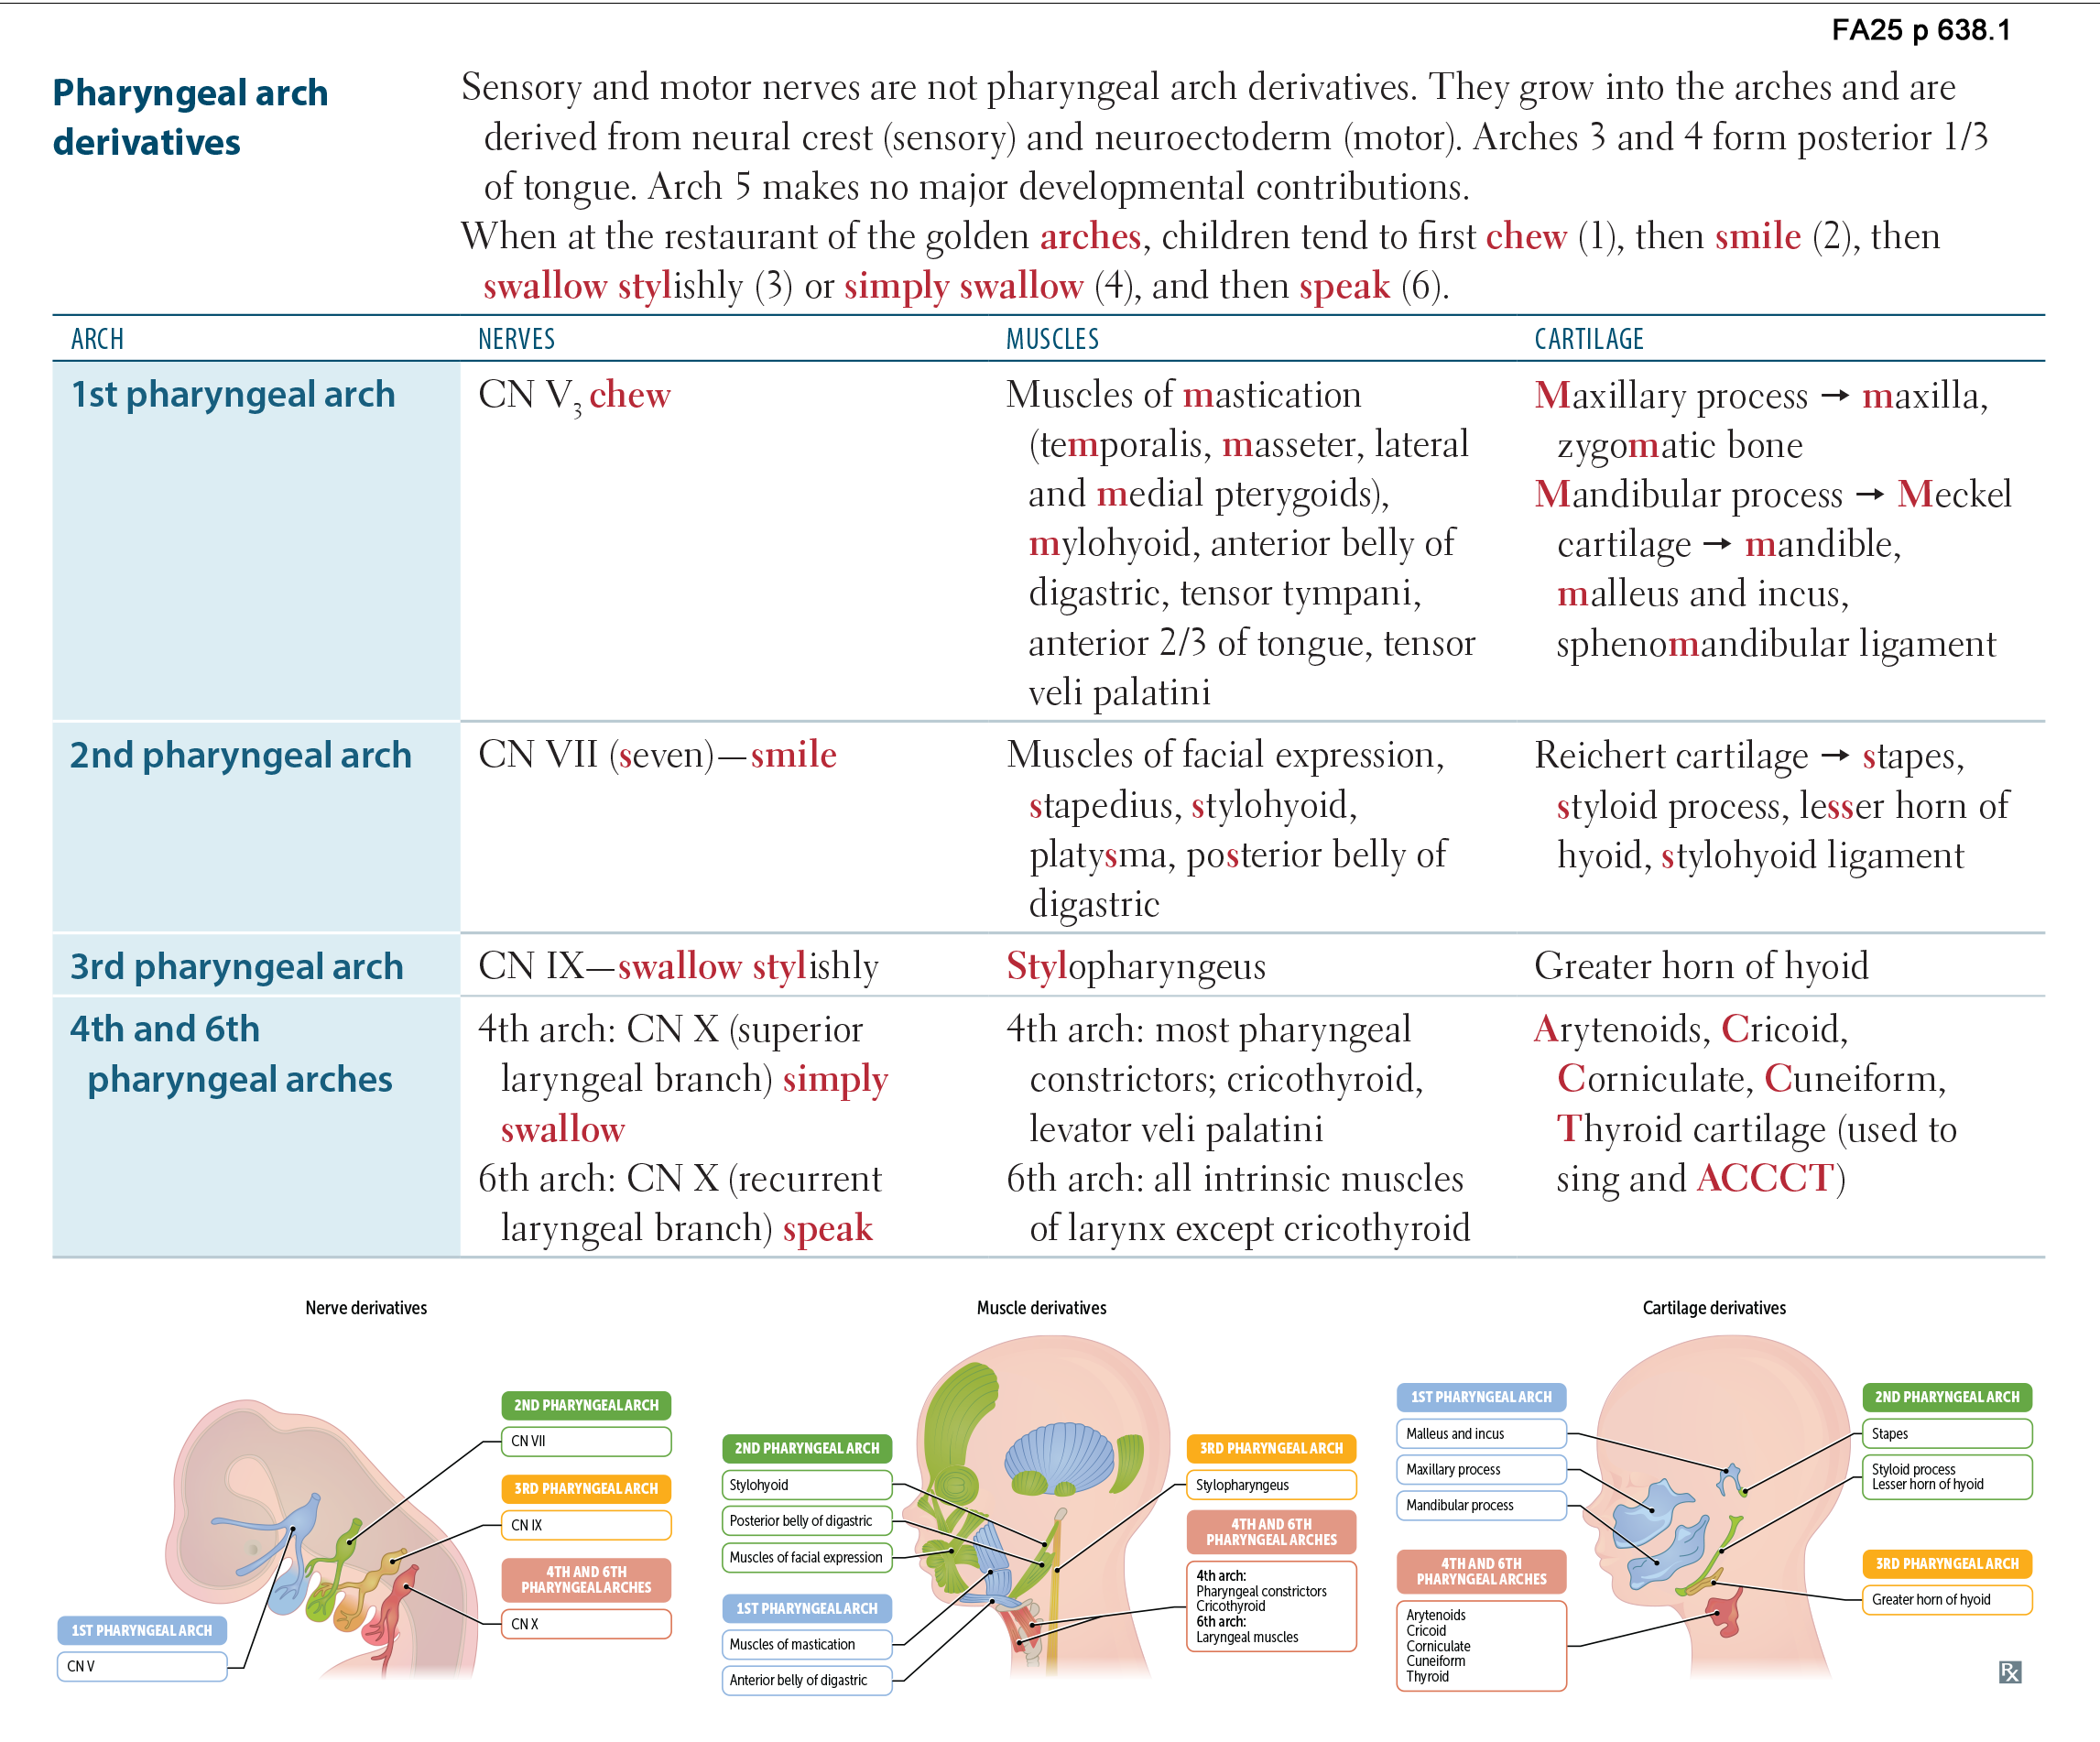 FA25 p 638.1
Pharyngeal arch
derivatives
Sensory and motor nerves are not pharyngeal arch derivatives. They grow into the arches and are
derived from neural crest (sensory) and neuroectoderm (motor). Arches 3 and 4 form posterior 1/3
of tongue. Arch 5 makes no major developmental contributions.
When at the restaurant of the golden arches, children tend to first chew (1), then smile (2), then
swallow stylishly (3) or simply swallow (4), and then speak (6).
ARCH
NERVES
MUSCLES
CARTILAGE
1st pharyngeal arch
CN V₃ chew
Muscles of mastication
(temporalis, masseter, lateral
and medial pterygoids),
mylohyoid, anterior belly of
digastric, tensor tympani,
anterior 2/3 of tongue, tensor
veli palatini
Maxillary process → maxilla,
zygomatic bone
Mandibular process → Meckel
cartilage → mandible,
malleus and incus,
sphenomandibular ligament
2nd pharyngeal arch
CN VII (seven)—smile
Muscles of facial expression,
stapedius, stylohyoid,
platysma, posterior belly of
digastric
Reichert cartilage → stapes,
styloid process, lesser horn of
hyoid, stylohyoid ligament
3rd pharyngeal arch
CN IX—swallow stylishly
Stylopharyngeus
Greater horn of hyoid
4th and 6th
pharyngeal arches
4th arch: CN X (superior
laryngeal branch) simply
swallow
6th arch: CN X (recurrent
laryngeal branch) speak
4th arch: most pharyngeal
constrictors; cricothyroid,
levator veli palatini
6th arch: all intrinsic muscles
of larynx except cricothyroid
Arytenoids, Cricoid,
Corniculate, Cuneiform,
Thyroid cartilage (used to
sing and ACCCT)
Nerve derivatives
2ND PHARYNGEAL ARCH
CN VII
3RD PHARYNGEAL ARCH
CN IX
4TH AND 6TH
PHARYNGEAL ARCHES
CN X
1ST PHARYNGEAL ARCH
CN V
Muscle derivatives
2ND PHARYNGEAL ARCH
Stylohyoid
Posterior belly of digastric
Muscles of facial expression
1ST PHARYNGEAL ARCH
Muscles of mastication
Anterior belly of digastric
3RD PHARYNGEAL ARCH
Stylopharyngeus
4TH AND 6TH
PHARYNGEAL ARCHES
4th arch:
Pharyngeal constrictors
Cricothyroid
6th arch:
Laryngeal muscles
Cartilage derivatives
1ST PHARYNGEAL ARCH
Malleus and incus
Maxillary process
Mandibular process
4TH AND 6TH
PHARYNGEAL ARCHES
Arytenoids
Cricoid
Corniculate
Cuneiform
Thyroid
2ND PHARYNGEAL ARCH
Stapes
Styloid process
Lesser horn of hyoid
3RD PHARYNGEAL ARCH
Greater horn of hyoid
Rx